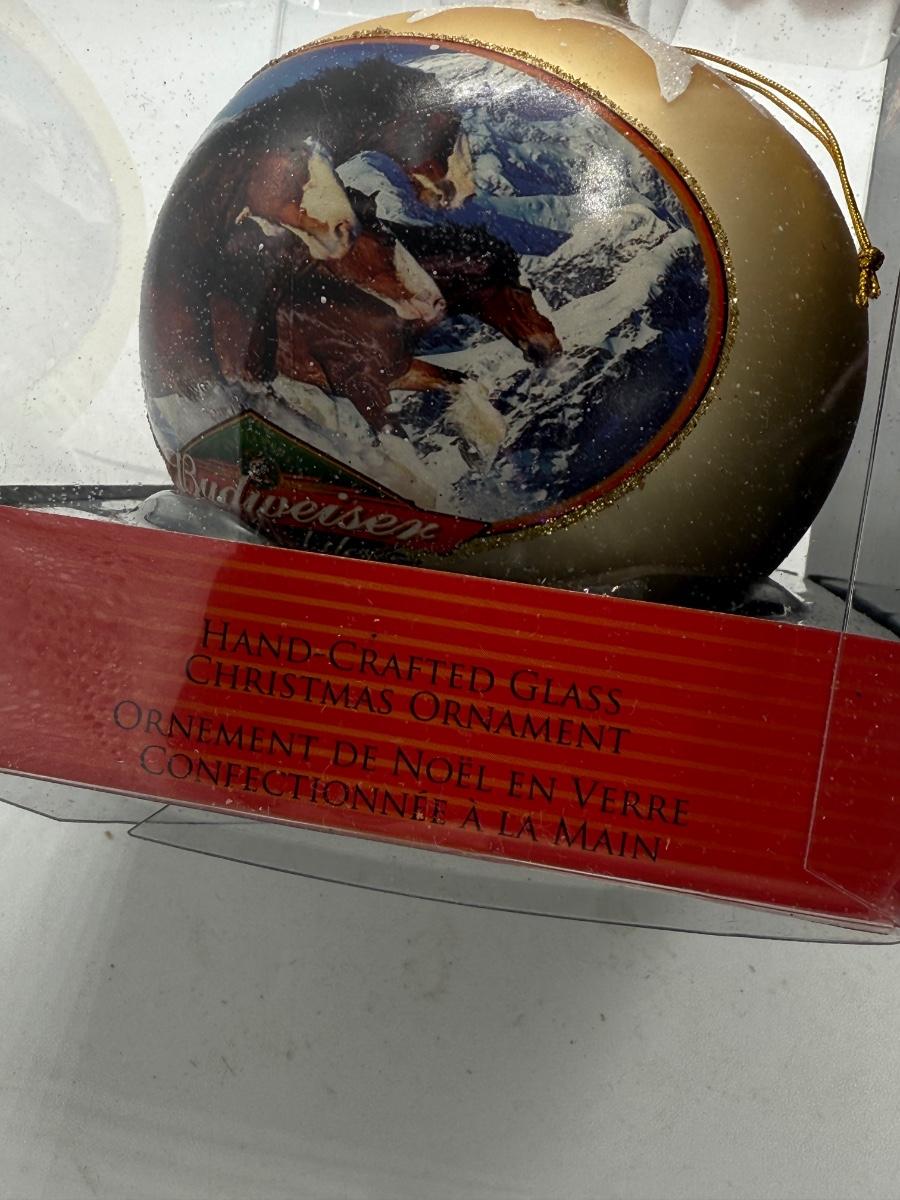 Budweiser
HAND-CRAFTED GLASS
CHRISTMAS ORNAMENT
ORNEMENT DE NOËL EN VERRE
CONFECTIONNÉE À LA MAIN